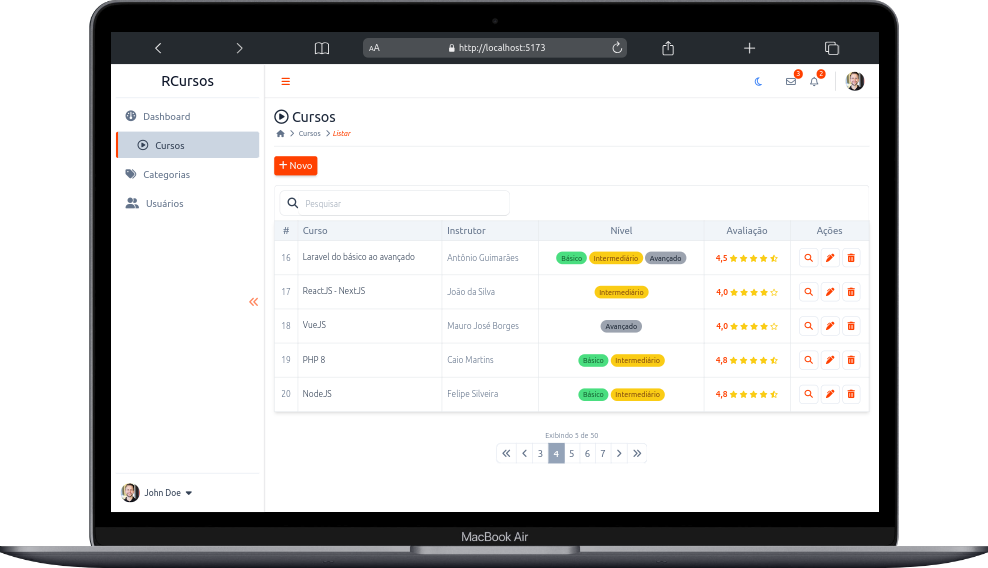 AA http://localhost:5173
RCursos
3 2
Dashboard
Cursos
Categorias
Usuários
Cursos
Cursos Listar
+ Novo
Pesquisar
# Curso Instrutor Nível Avaliação Ações
16 Laravel do básico ao avançado Antônio Guimarães Básico Intermediário Avançado 4,5
17 ReactJS - NextJS João da Silva Intermediário 4,0
18 VueJS Mauro José Borges Avançado 4,0
19 PHP 8 Caio Martins Básico Intermediário 4,8
20 NodeJS Felipe Silveira Básico Intermediário 4,8
Exibindo 5 de 50
« < 3 4 5 6 7 > »
John Doe
MacBook Air